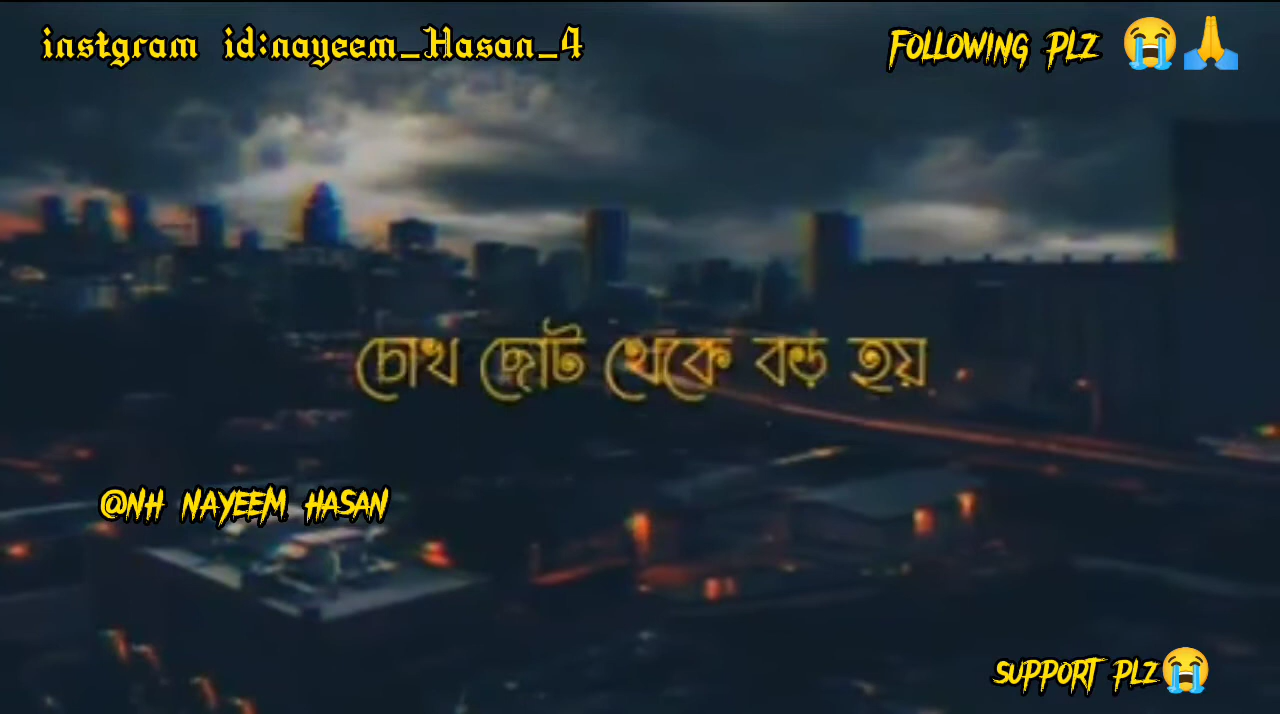 instgram id:nayeem_Hasan_4
Following Plz 😭🙏
চোখ ছোট থেকে বড় হয়
@NH NAYEEM HASAN
SUPPORT PLZ😭